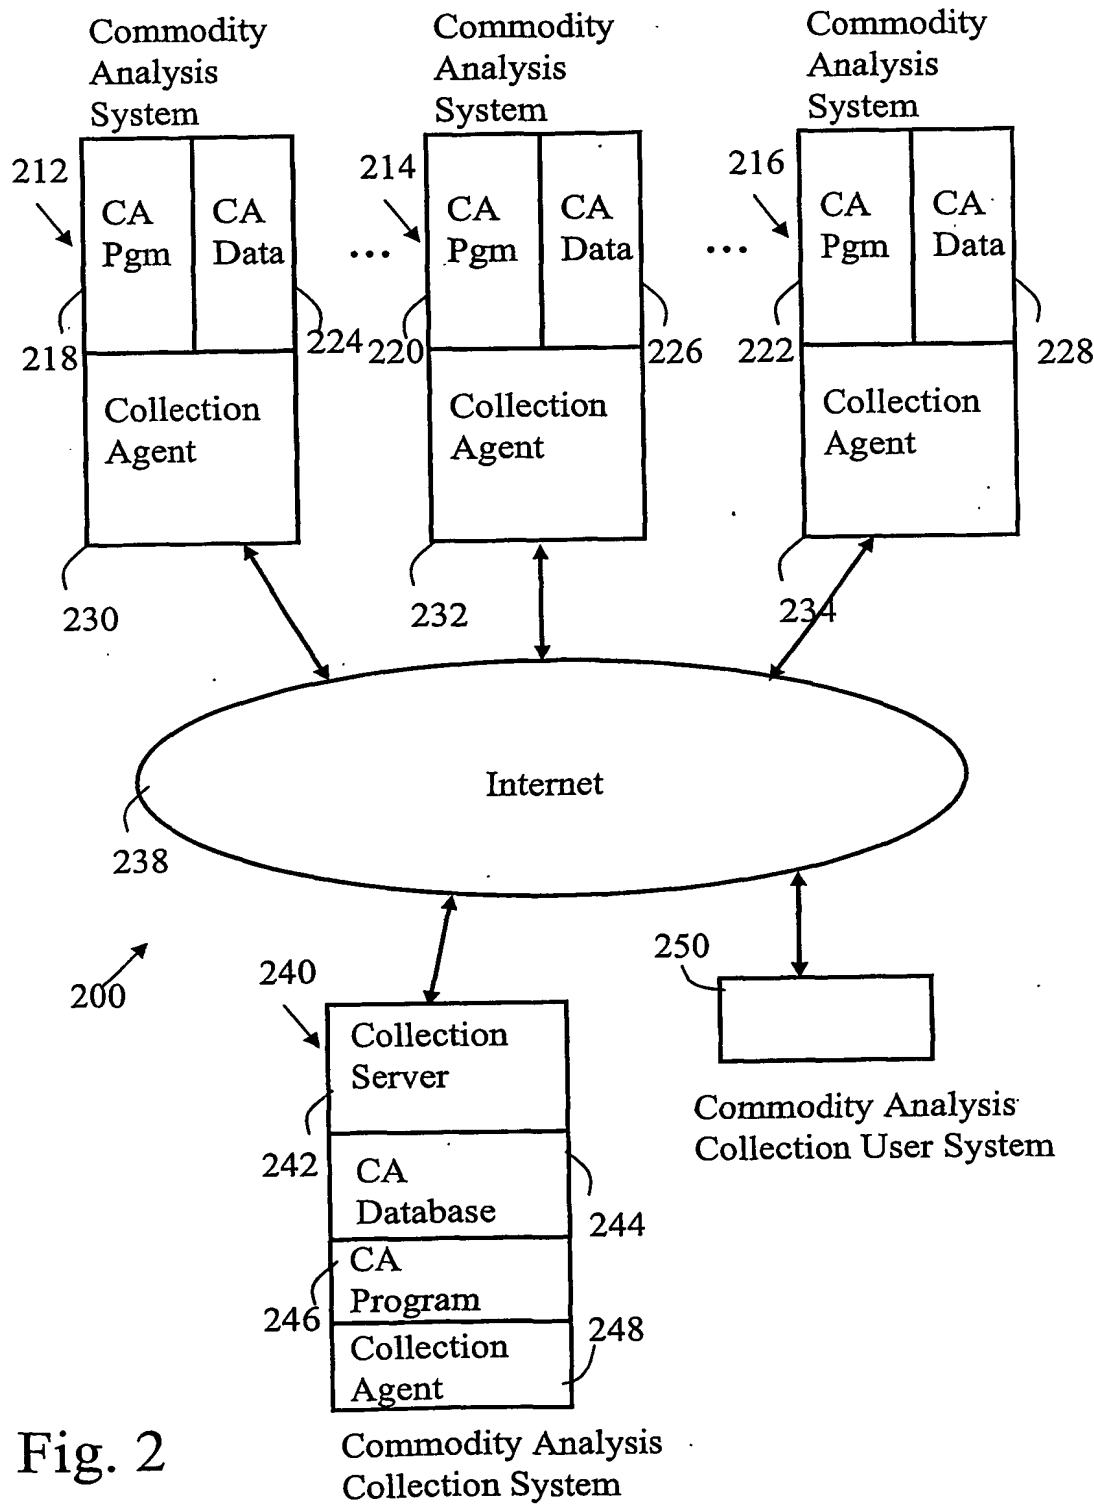 Commodity
Analysis
System
Commodity
Analysis
System
Commodity
Analysis
System
212
CA
Pgm
CA
Data
...
214
CA
Pgm
CA
Data
...
216
CA
Pgm
CA
Data
218
224
220
226
222
228
Collection
Agent
Collection
Agent
Collection
Agent
230
232
234
Internet
238
200
240
250
Collection
Server
242
CA
Database
244
CA
Program
246
Collection
Agent
248
Commodity Analysis
Collection User System
Commodity Analysis
Collection System
Fig. 2